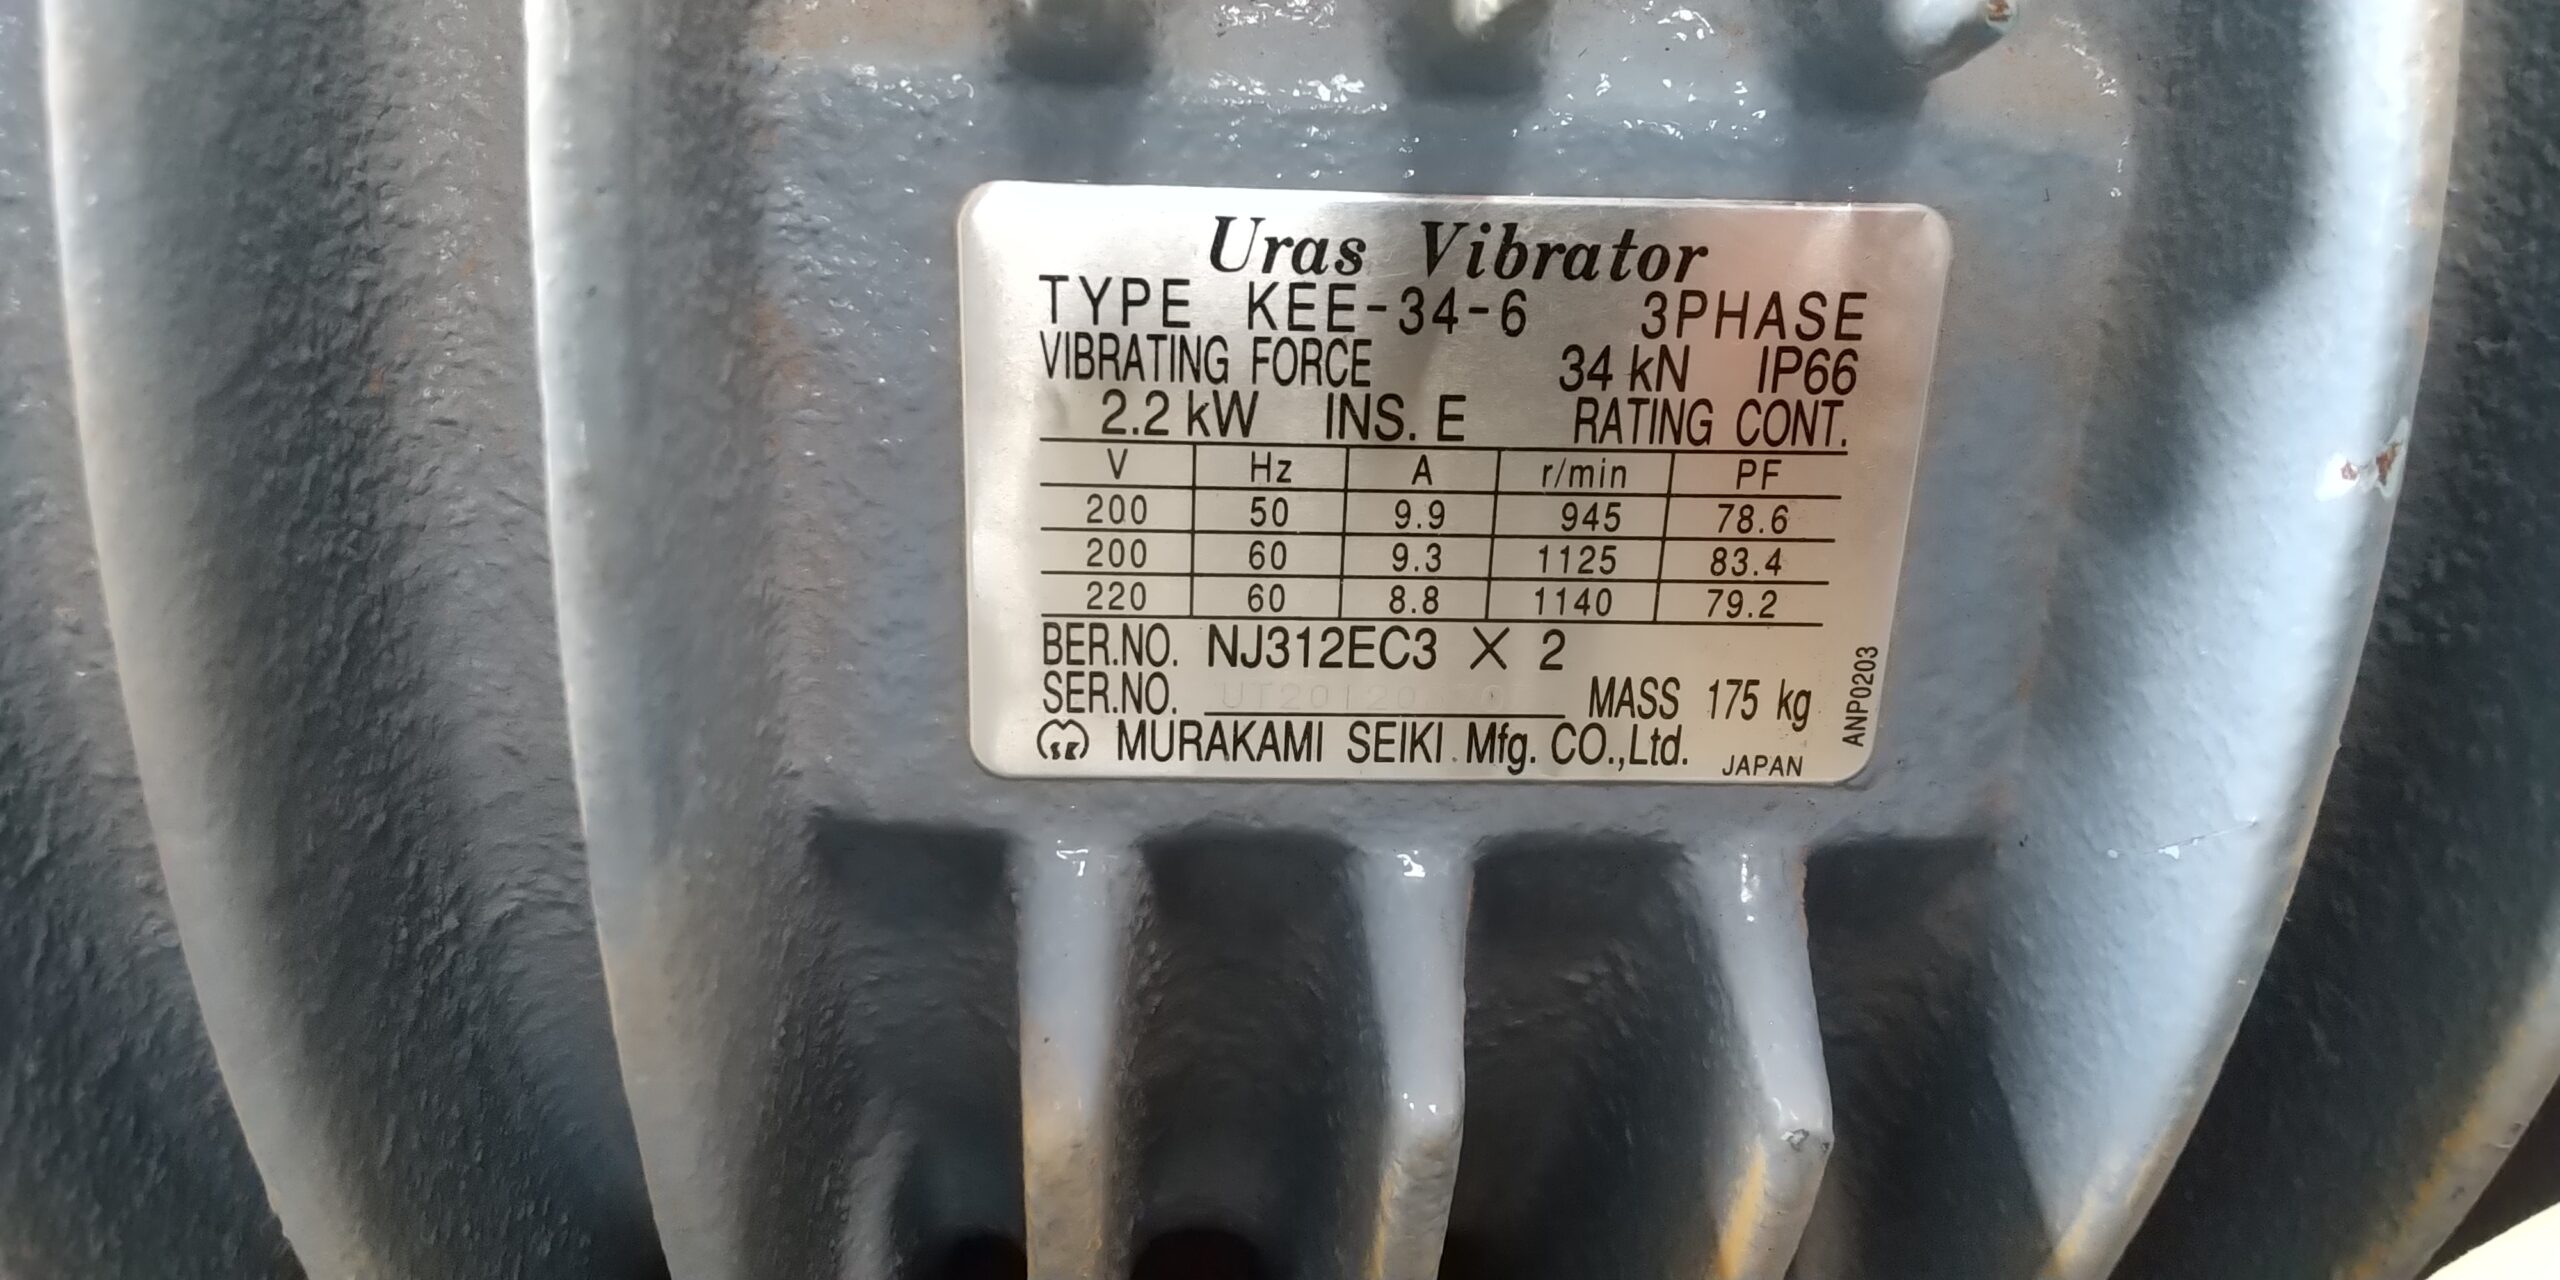 Uras Vibrator
TYPE KEE-34-6 3PHASE
VIBRATING FORCE 34 kN IP66
2.2 kW INS. E RATING CONT.
V Hz A r/min PF
200 50 9.9 945 78.6
200 60 9.3 1125 83.4
220 60 8.8 1140 79.2
BER.NO. NJ312EC3 × 2
SER.NO. MASS 175 kg
MURAKAMI SEIKI Mfg. CO.,Ltd. JAPAN
ANP0203